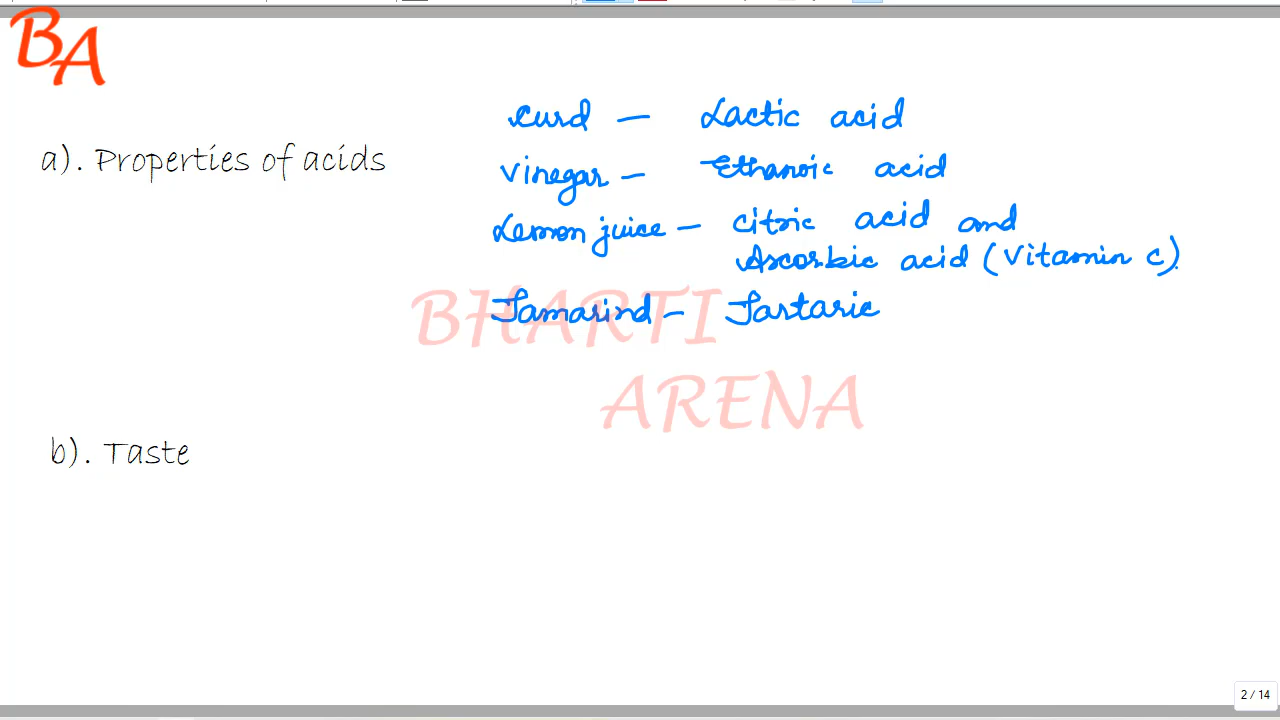 BA
curd — Lactic acid
a). Properties of acids
Vinegar — Ethanoic acid
Lemon juice — citric acid and
Ascorbic acid (Vitamin C).
Tamarind — Tartaric
BHARTI
ARENA
b). Taste
2 / 14